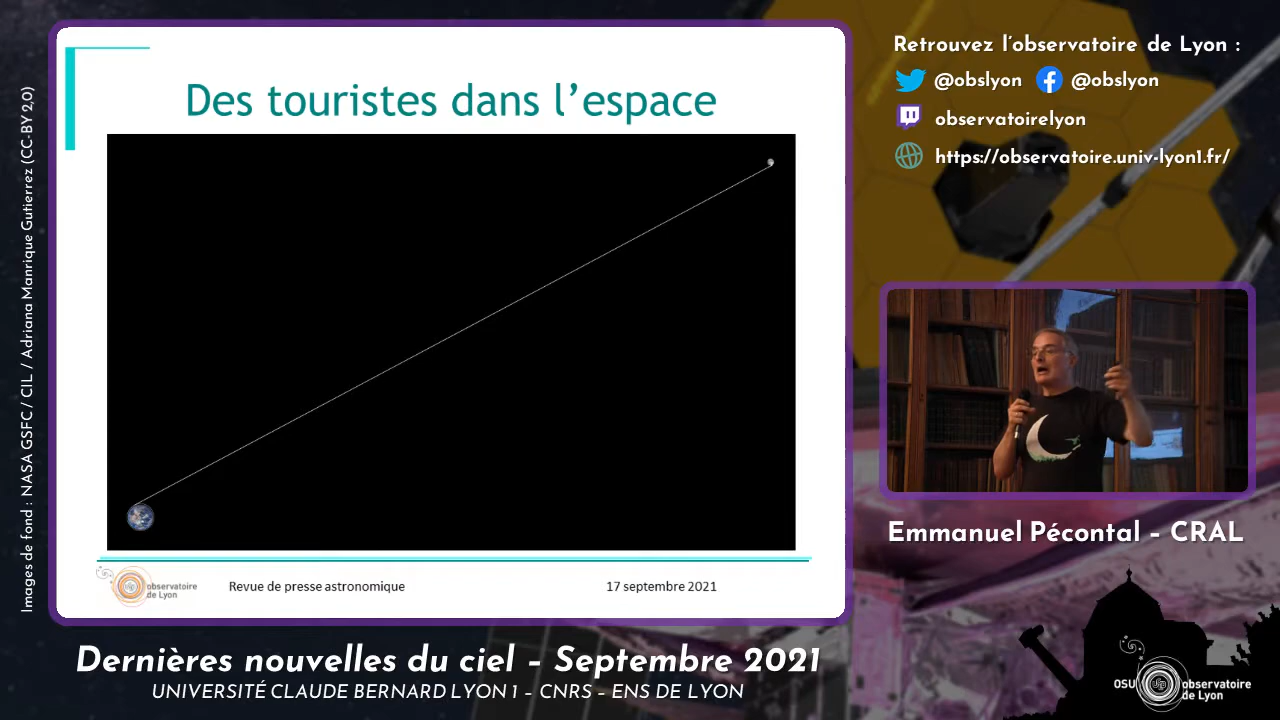 Images de fond : NASA GSFC / CIL / Adriana Manrique Gutierrez (CC-BY 2,0)
Des touristes dans l'espace
observatoire
de Lyon
Revue de presse astronomique
17 septembre 2021
Dernières nouvelles du ciel - Septembre 2021
UNIVERSITÉ CLAUDE BERNARD LYON 1 - CNRS - ENS DE LYON
Retrouvez l'observatoire de Lyon :
@obslyon
@obslyon
observatoirelyon
https://observatoire.univ-lyon1.fr/
Emmanuel Pécontal - CRAL
OSU
observatoire
de Lyon